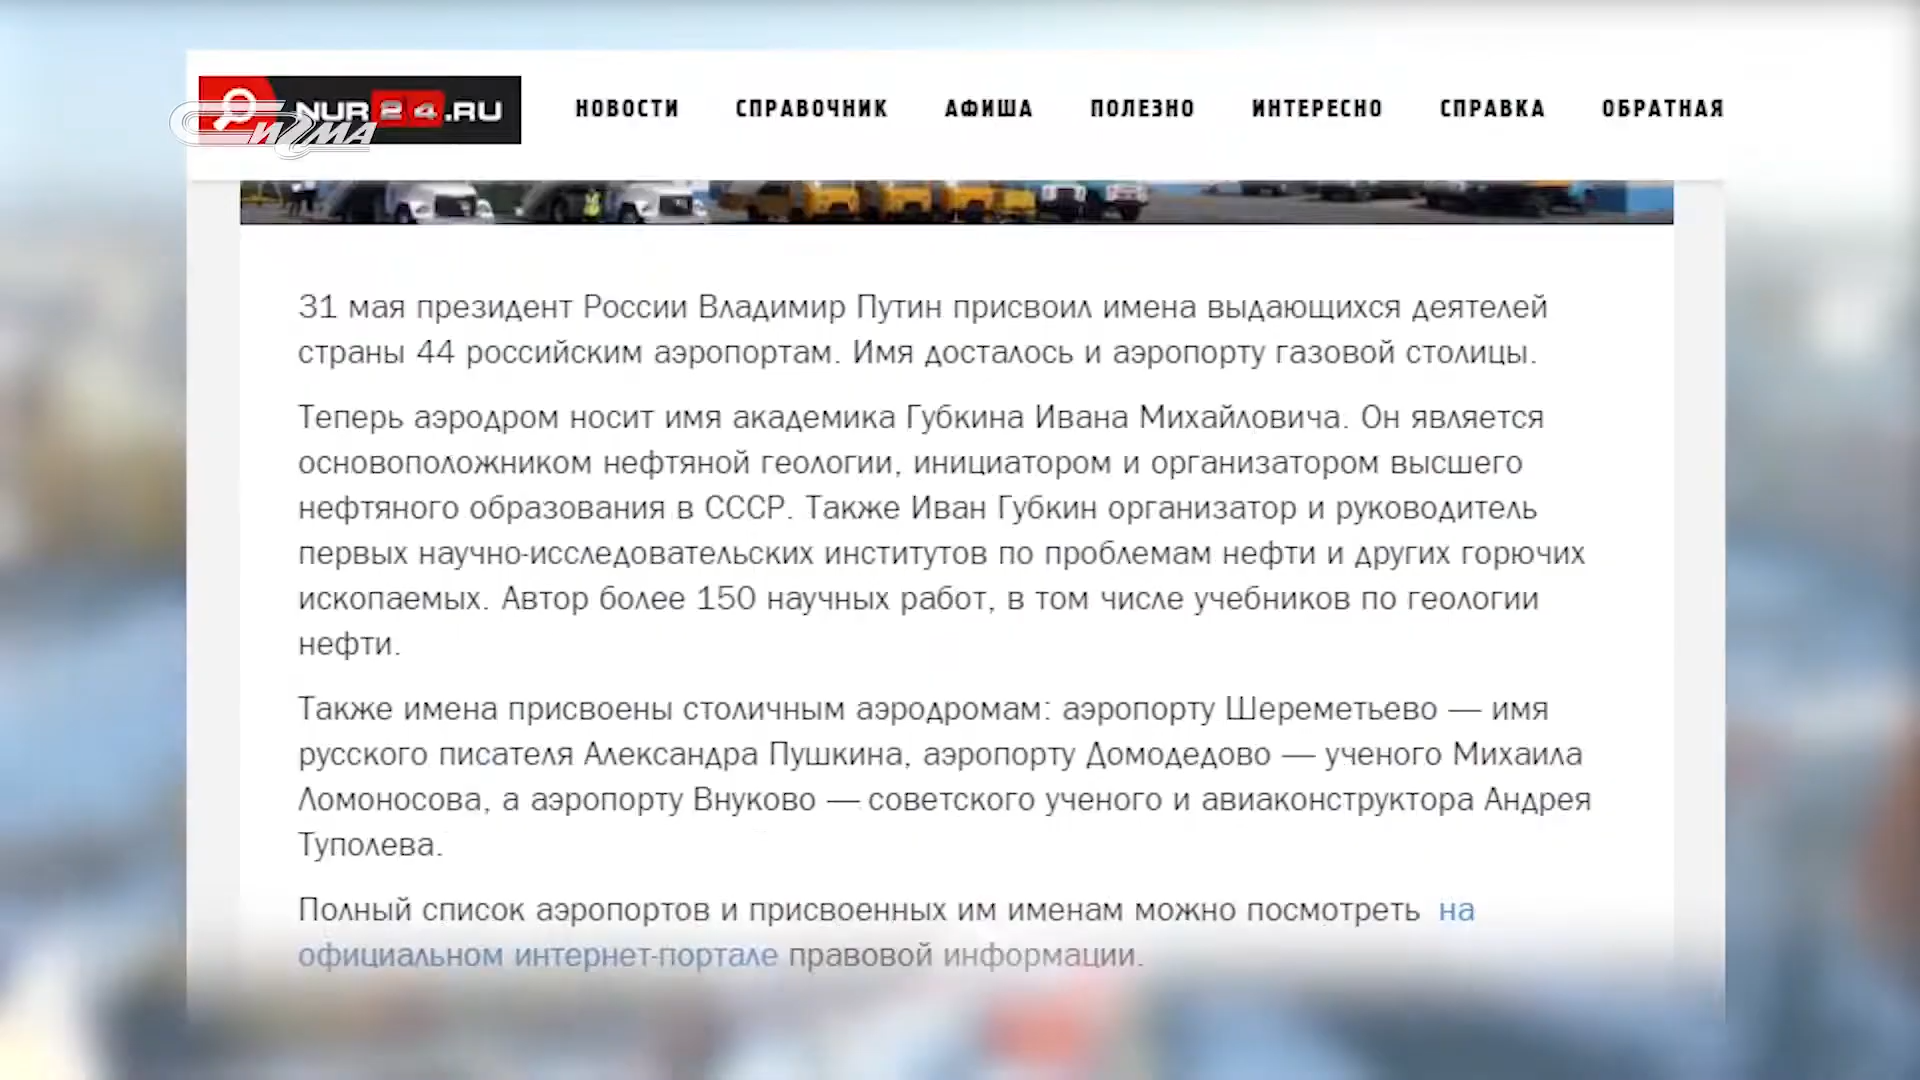 NUR24.RU
Сигма
НОВОСТИ СПРАВОЧНИК АФИША ПОЛЕЗНО ИНТЕРЕСНО СПРАВКА ОБРАТНАЯ
31 мая президент России Владимир Путин присвоил имена выдающихся деятелей
страны 44 российским аэропортам. Имя досталось и аэропорту газовой столицы.
Теперь аэродром носит имя академика Губкина Ивана Михайловича. Он является
основоположником нефтяной геологии, инициатором и организатором высшего
нефтяного образования в СССР. Также Иван Губкин организатор и руководитель
первых научно-исследовательских институтов по проблемам нефти и других горючих
ископаемых. Автор более 150 научных работ, в том числе учебников по геологии
нефти.
Также имена присвоены столичным аэродромам: аэропорту Шереметьево — имя
русского писателя Александра Пушкина, аэропорту Домодедово — ученого Михаила
Ломоносова, а аэропорту Внуково — советского ученого и авиаконструктора Андрея
Туполева.
Полный список аэропортов и присвоенных им именам можно посмотреть на
официальном интернет-портале правовой информации.